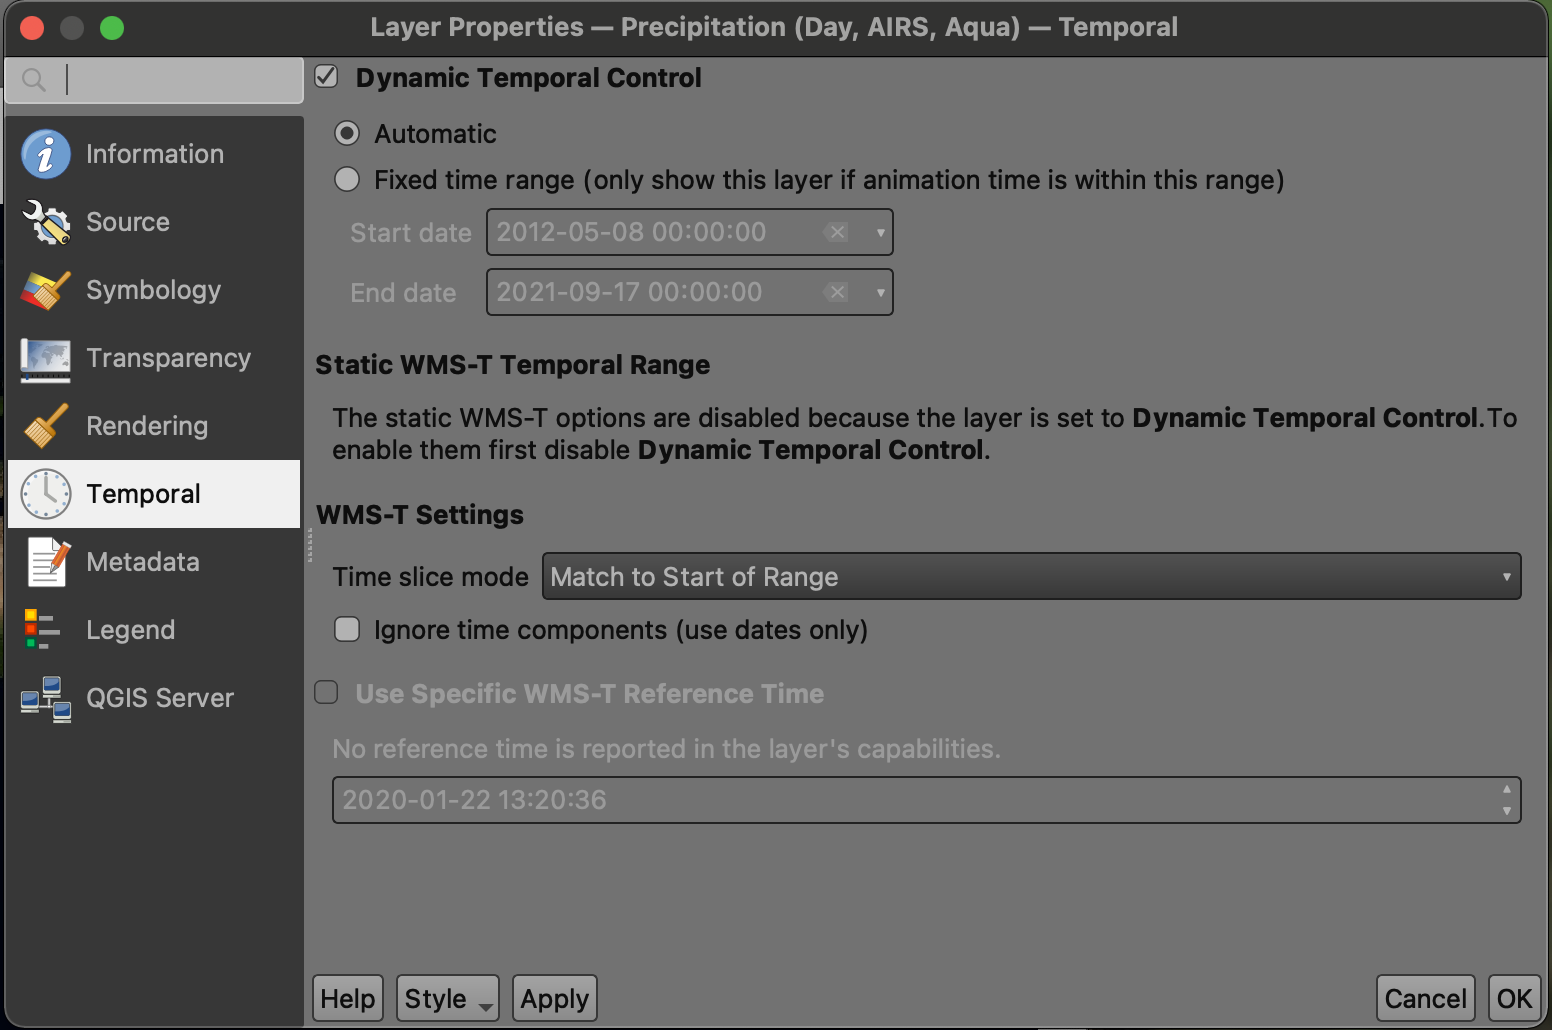 Layer Properties — Precipitation (Day, AIRS, Aqua) — Temporal
Information
Source
Symbology
Transparency
Rendering
Temporal
Metadata
Legend
QGIS Server
Dynamic Temporal Control
Automatic
Fixed time range (only show this layer if animation time is within this range)
Start date 2012-05-08 00:00:00
End date 2021-09-17 00:00:00
Static WMS-T Temporal Range
The static WMS-T options are disabled because the layer is set to Dynamic Temporal Control.To
enable them first disable Dynamic Temporal Control.
WMS-T Settings
Time slice mode Match to Start of Range
Ignore time components (use dates only)
Use Specific WMS-T Reference Time
No reference time is reported in the layer's capabilities.
2020-01-22 13:20:36
Help Style Apply Cancel OK